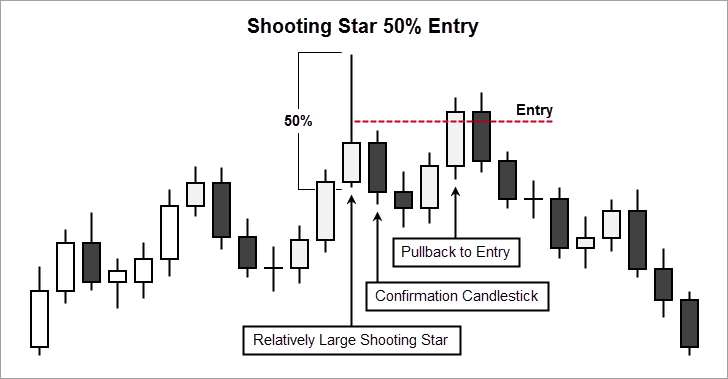 Shooting Star 50% Entry
50%
Entry
Pullback to Entry
Confirmation Candlestick
Relatively Large Shooting Star